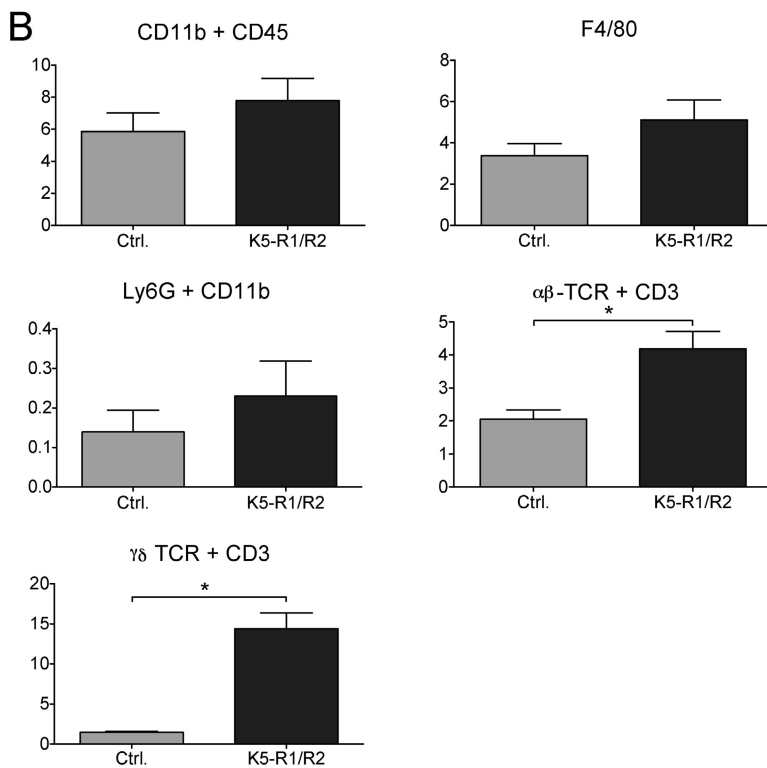 B
CD11b + CD45
10
8
6
4
2
0
Ctrl.
K5-R1/R2
F4/80
8
6
4
2
0
Ctrl.
K5-R1/R2
Ly6G + CD11b
0.4
0.3
0.2
0.1
0.0
Ctrl.
K5-R1/R2
αβ-TCR + CD3
*
5
4
3
2
1
0
Ctrl.
K5-R1/R2
γδ TCR + CD3
*
20
15
10
5
0
Ctrl.
K5-R1/R2